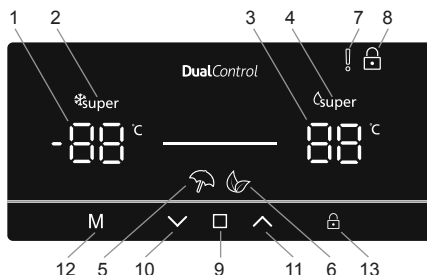 1 2 3 4 7 8
DualControl
super super
-88 °C 88 °C
M
12 5 10 9 11 6 13